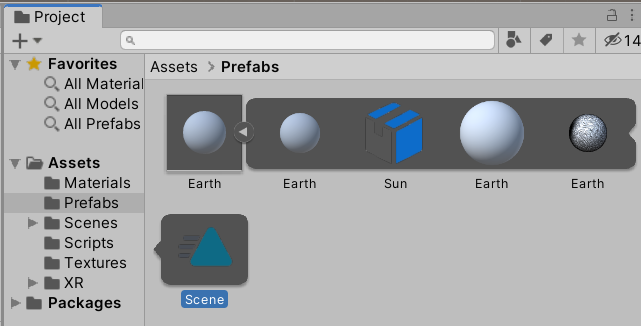 Project
14
Favorites
All Material
All Models
All Prefabs
Assets
Materials
Prefabs
Scenes
Scripts
Textures
XR
Packages
Assets > Prefabs
Earth
Earth
Sun
Earth
Earth
Scene